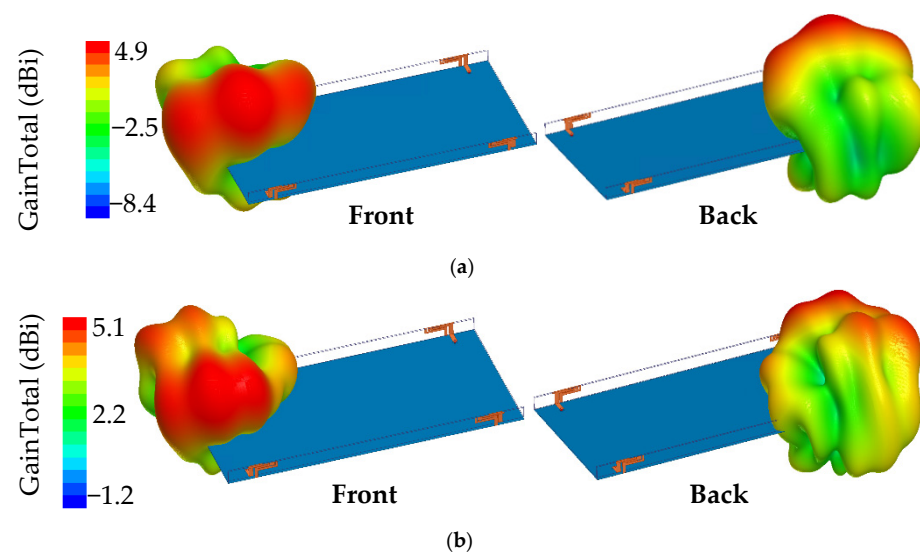 GainTotal (dBi)
4.9
−2.5
−8.4
Front
Back
(a)
GainTotal (dBi)
5.1
2.2
−1.2
Front
Back
(b)